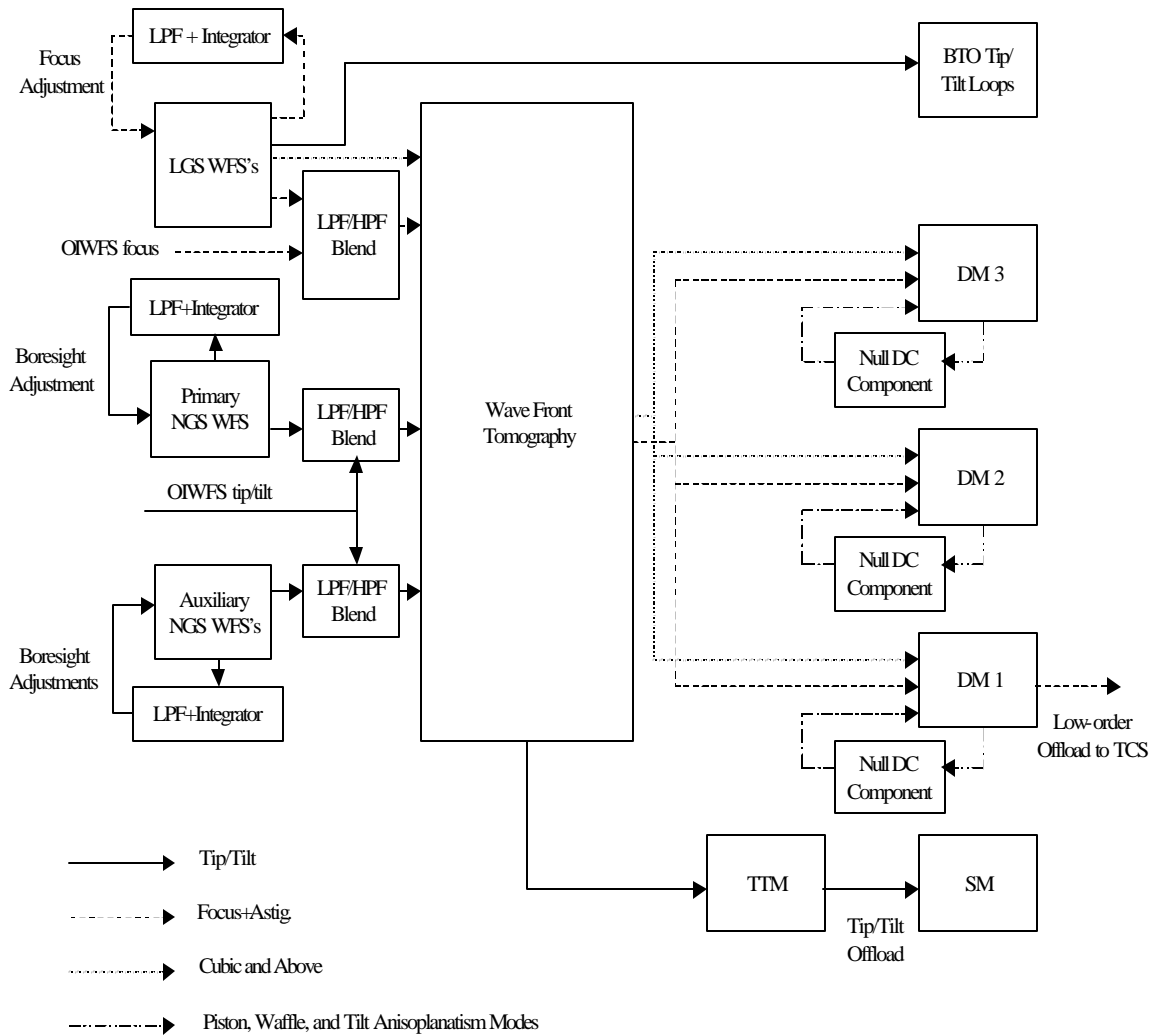 LPF + Integrator
Focus
Adjustment
LGS WFS's
BTO Tip/
Tilt Loops
LPF/HPF
Blend
OIWFS focus
LPF+Integrator
Boresight
Adjustment
Primary
NGS WFS
LPF/HPF
Blend
OIWFS tip/tilt
Auxiliary
NGS WFS's
LPF/HPF
Blend
Boresight
Adjustments
LPF+Integrator
Wave Front
Tomography
DM 3
Null DC
Component
DM 2
Null DC
Component
DM 1
Low-order
Offload to TCS
Null DC
Component
TTM
SM
Tip/Tilt
Offload
Tip/Tilt
Focus+Astig.
Cubic and Above
Piston, Waffle, and Tilt Anisoplanatism Modes